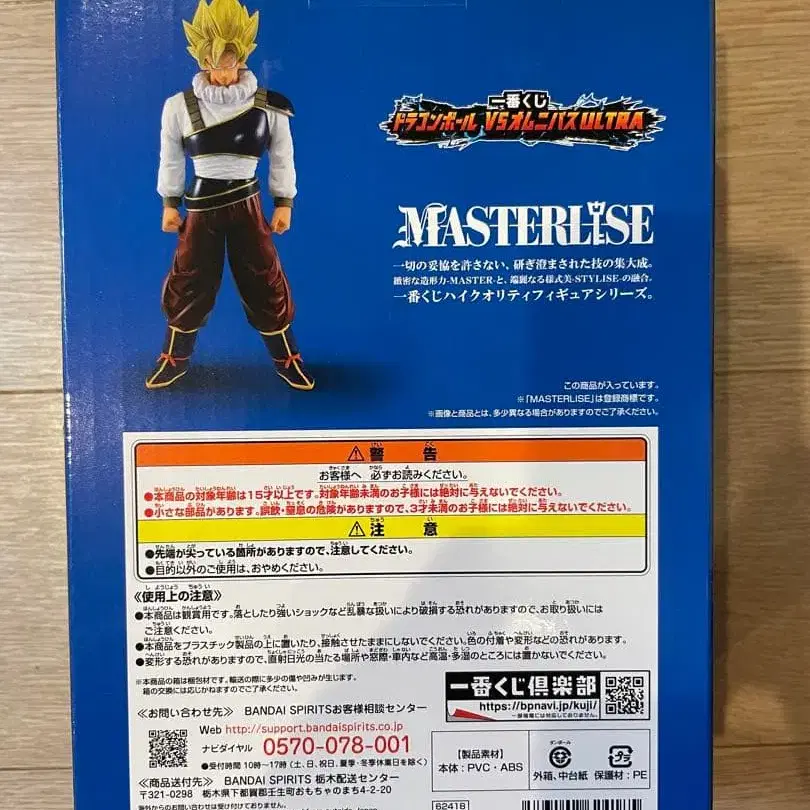 一番くじ
ドラゴンボール VSオムニバスULTRA
MASTERLISE
一切の妥協を許さない、研ぎ澄まされた技の集大成。
緻密な造形力-MASTER-と、端麗なる様式美-STYLISE-の融合。
一番くじハイクオリティフィギュアシリーズ。
この商品が入っています。
※「MASTERLISE」は登録商標です。
※画像と商品とは、多少異なる場合がありますのでご了承ください。
⚠警告
お客様へ 必ずお読みください。
●本商品の対象年齢は15才以上です。対象年齢未満のお子様には絶対に与えないでください。
●小さな部品があります。誤飲・窒息の危険がありますので、3才未満のお子様には絶対に与えないでください。
⚠注意
●先端が尖っている箇所がありますので、注意してください。
●目的以外のご使用は、おやめください。
《使用上の注意》
●本商品は観賞用です。落としたり強いショックなど乱暴な扱いにより破損する恐れがありますので、お取り扱いには
ご注意ください。
●本商品をプラスチック製品の上に置いたり、接触させたままにしないでください。色の付着や変形などの恐れがあります。
●変形する恐れがありますので、直射日光の当たる場所や窓際・車内など高温・多湿のところには置かないでください。
※本商品の箱は梱包材です。輸送の際に多少の傷や凹みが生じます。
箱の交換には応じかねますのでご了承ください。
一番くじ倶楽部
https://bpnavi.jp/kuji/
一部機種には対応しておりません。
《お問い合わせ先》 BANDAI SPIRITSお客様相談センター
Web http://support.bandaispirits.co.jp
ナビダイヤル 0570-078-001
●受付時間 10時〜17時(土、日、祝日、夏季・冬季休業日を除く)
《商品送付先》 BANDAI SPIRITS 栃木配送センター
〒321-0298 栃木県下都賀郡壬生町おもちゃのまち4-2-20
【製品素材】
本体：PVC・ABS
ダンボール
外箱、中台紙
プラ
保護材：PE
62418